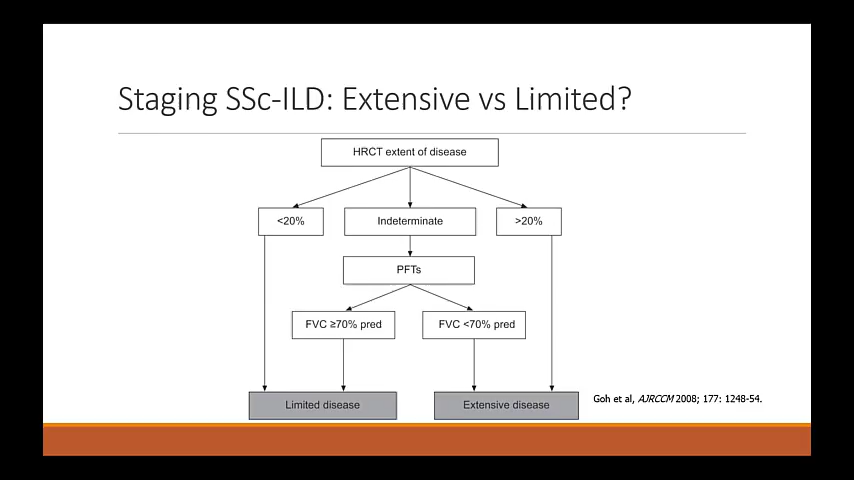 Staging SSc-ILD: Extensive vs Limited?
HRCT extent of disease
<20%
Indeterminate
>20%
PFTs
FVC ≥70% pred
FVC <70% pred
Limited disease
Extensive disease
Goh et al, AJRCCM 2008; 177: 1248-54.